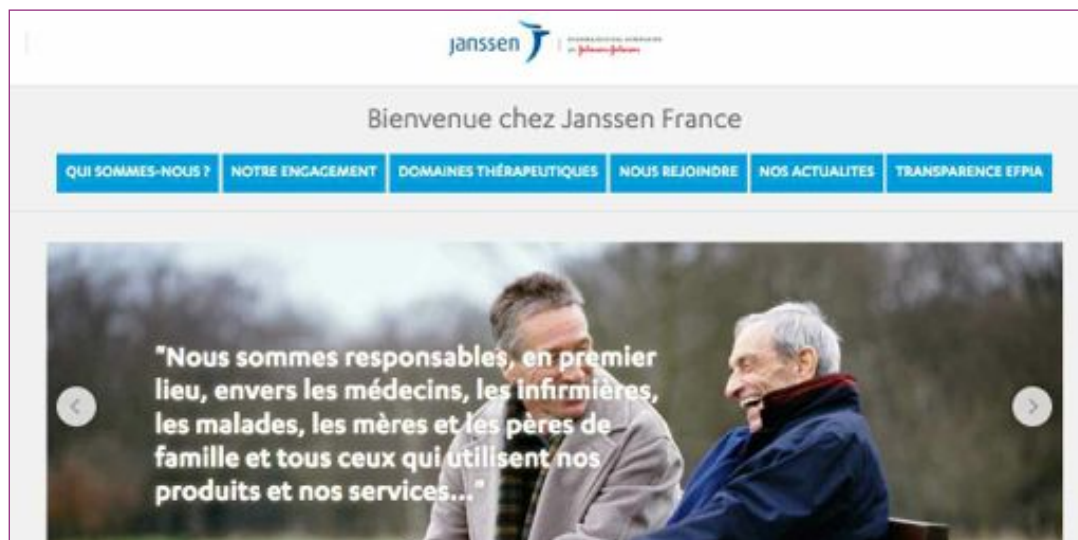 janssen
Johnson & Johnson
Bienvenue chez Janssen France
QUI SOMMES-NOUS ?
NOTRE ENGAGEMENT
DOMAINES THÉRAPEUTIQUES
NOUS REJOINDRE
NOS ACTUALITES
TRANSPARENCE EFPIA
"Nous sommes responsables, en premier
lieu, envers les médecins, les infirmières,
les malades, les mères et les pères de
famille et tous ceux qui utilisent nos
produits et nos services..."